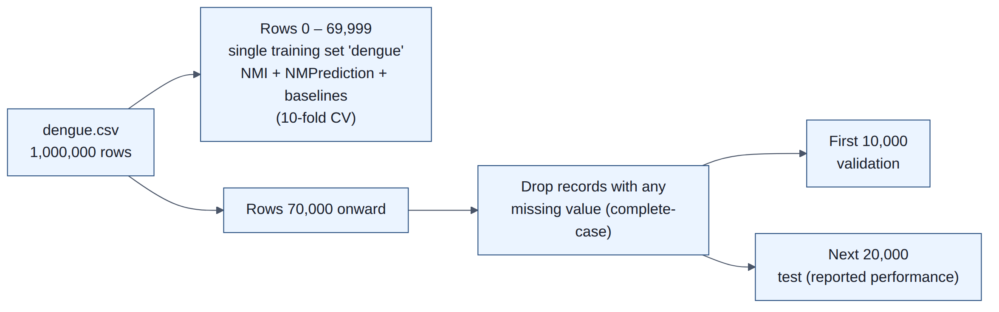 dengue.csv
1,000,000 rows
Rows 0 – 69,999
single training set 'dengue'
NMI + NMPrediction +
baselines
(10-fold CV)
Rows 70,000 onward
Drop records with any
missing value (complete-
case)
First 10,000
validation
Next 20,000
test (reported performance)